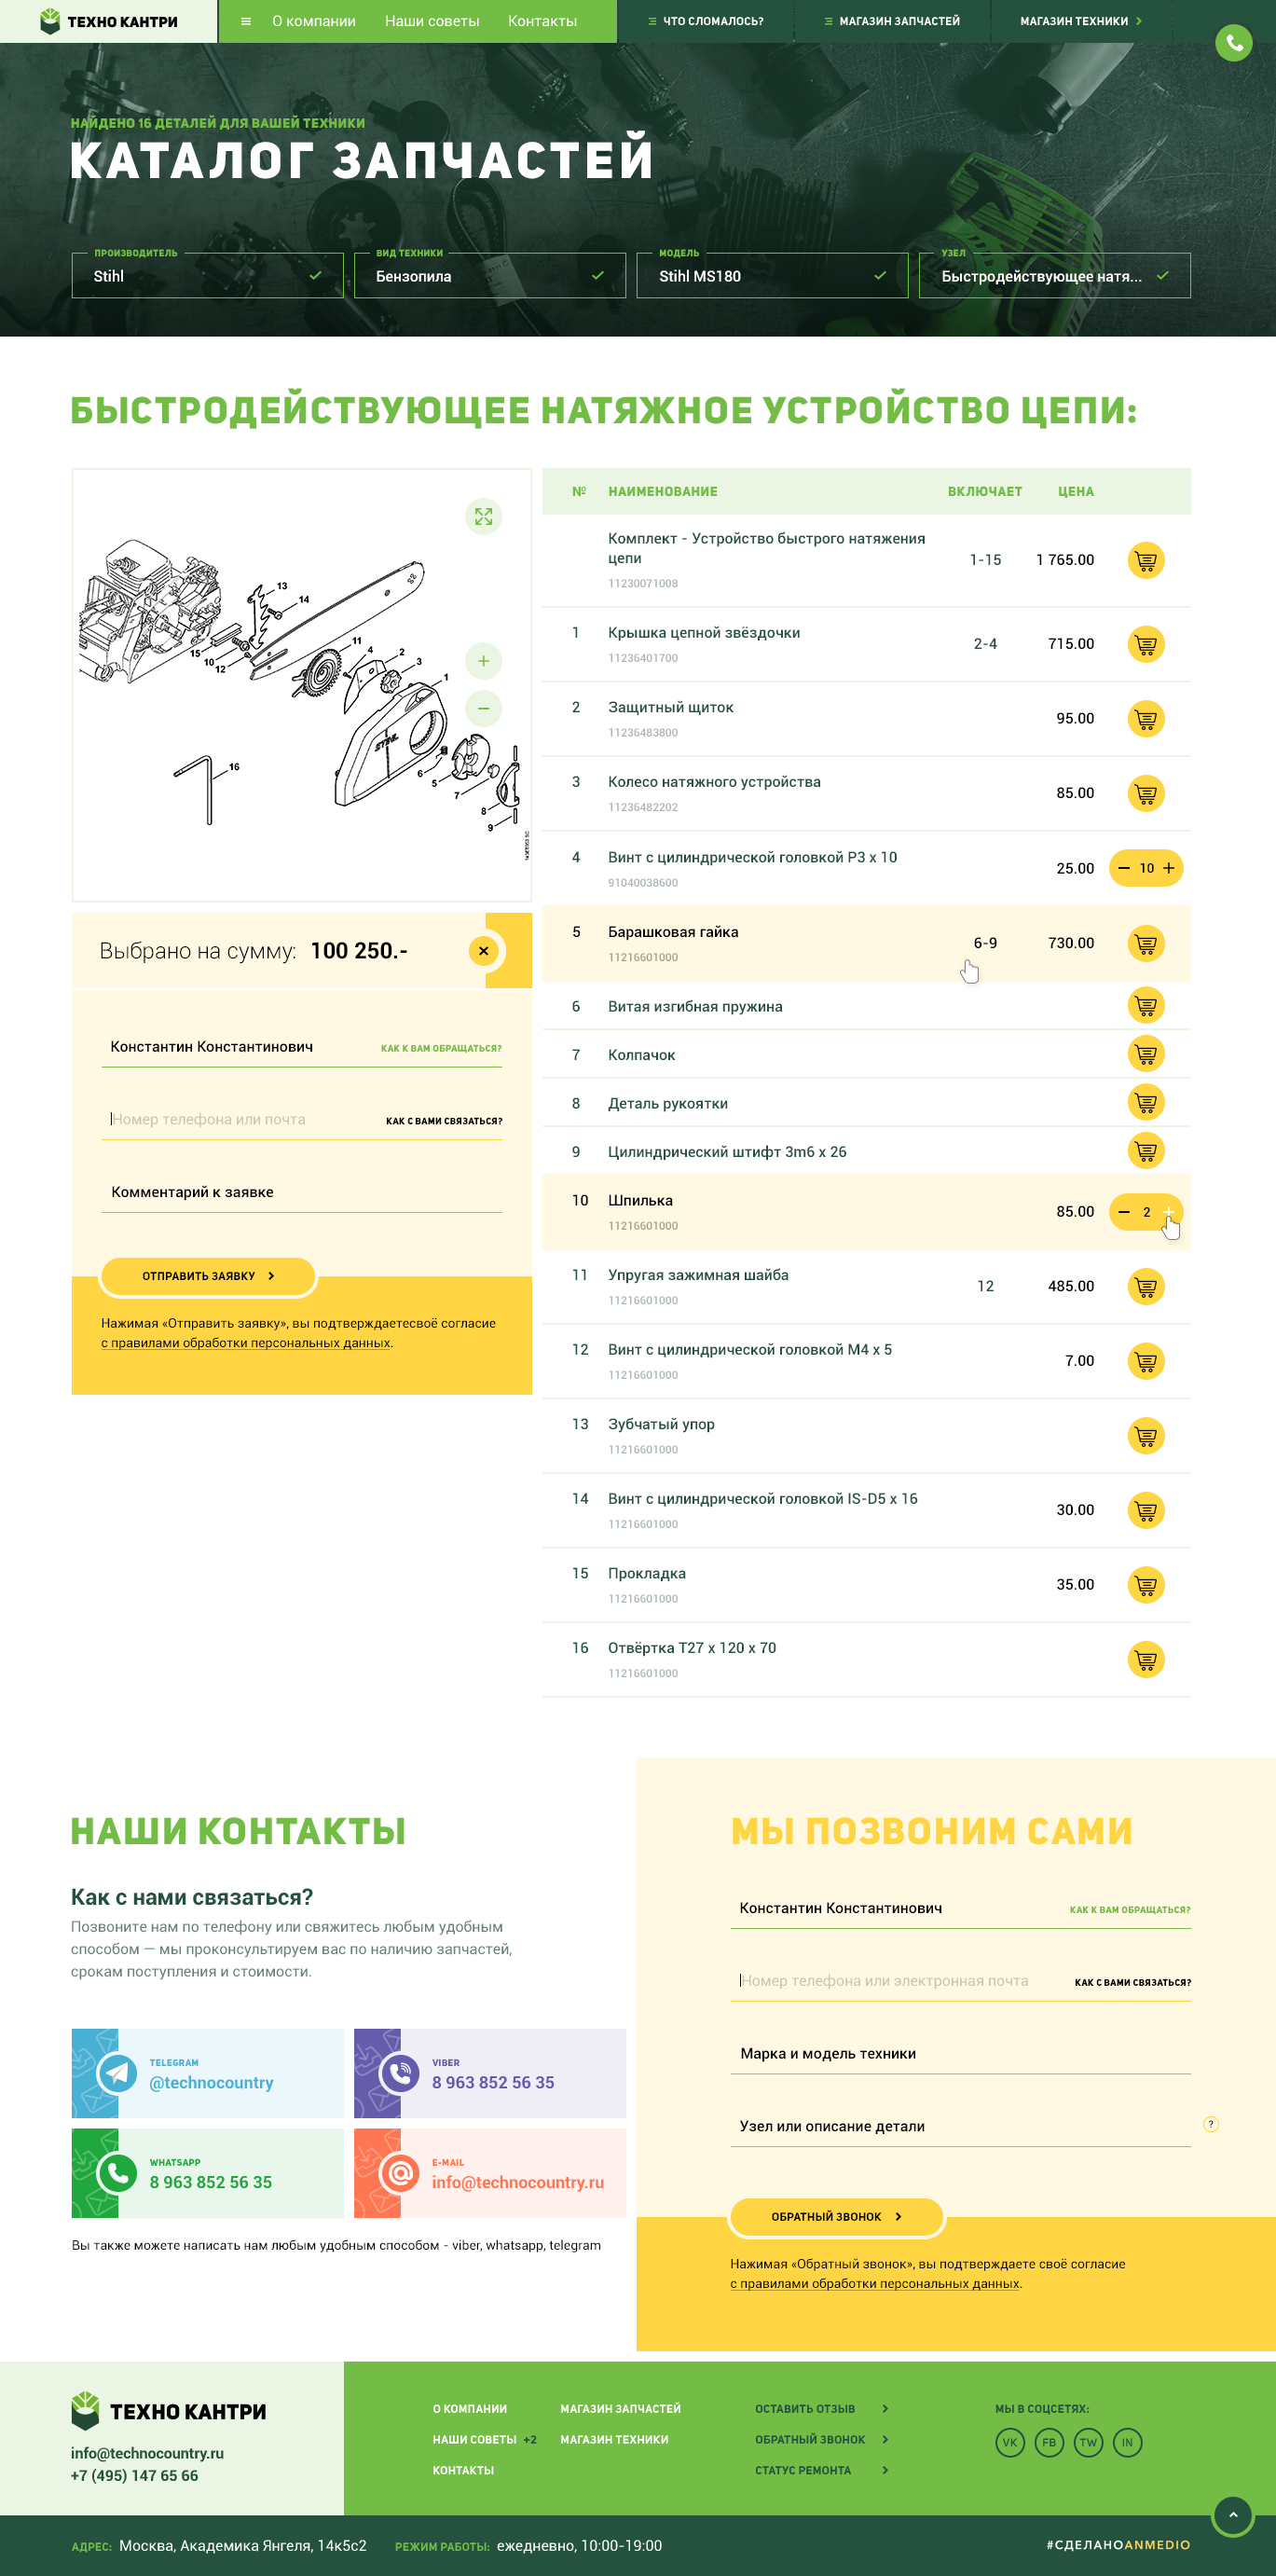 ТЕХНО КАНТРИ
О компании
Наши советы
Контакты
ЧТО СЛОМАЛОСЬ?
МАГАЗИН ЗАПЧАСТЕЙ
МАГАЗИН ТЕХНИКИ
НАЙДЕНО 16 ДЕТАЛЕЙ ДЛЯ ВАШЕЙ ТЕХНИКИ
КАТАЛОГ ЗАПЧАСТЕЙ
ПРОИЗВОДИТЕЛЬ
Stihl
ВИД ТЕХНИКИ
Бензопила
МОДЕЛЬ
Stihl MS180
УЗЕЛ
Быстродействующее натя...
БЫСТРОДЕЙСТВУЮЩЕЕ НАТЯЖНОЕ УСТРОЙСТВО ЦЕПИ:
13
14
15
10
12
11
4
2
3
1
STIHL
16
6
5
7
8
9
№ НАИМЕНОВАНИЕ ВКЛЮЧАЕТ ЦЕНА
Комплект - Устройство быстрого натяжения
цепи
11230071008
1-15 1 765.00
1 Крышка цепной звёздочки 2-4 715.00
11236401700
2 Защитный щиток 95.00
11236483800
3 Колесо натяжного устройства 85.00
11236482202
4 Винт с цилиндрической головкой P3 x 10 25.00 10
91040038600
5 Барашковая гайка 6-9 730.00
11216601000
6 Витая изгибная пружина
7 Колпачок
8 Деталь рукоятки
9 Цилиндрический штифт 3m6 x 26
10 Шпилька 85.00 2
11216601000
11 Упругая зажимная шайба 12 485.00
11216601000
12 Винт с цилиндрической головкой M4 x 5 7.00
11216601000
13 Зубчатый упор
11216601000
14 Винт с цилиндрической головкой IS-D5 x 16 30.00
11216601000
15 Прокладка 35.00
11216601000
16 Отвёртка T27 x 120 x 70
11216601000
Выбрано на сумму: 100 250.-
Константин Константинович КАК К ВАМ ОБРАЩАТЬСЯ?
Номер телефона или почта КАК С ВАМИ СВЯЗАТЬСЯ?
Комментарий к заявке
ОТПРАВИТЬ ЗАЯВКУ
Нажимая «Отправить заявку», вы подтверждаетесвоё согласие
с правилами обработки персональных данных.
НАШИ КОНТАКТЫ
Как с нами связаться?
Позвоните нам по телефону или свяжитесь любым удобным
способом — мы проконсультируем вас по наличию запчастей,
срокам поступления и стоимости.
TELEGRAM
@technocountry
VIBER
8 963 852 56 35
WHATSAPP
8 963 852 56 35
E-MAIL
info@technocountry.ru
Вы также можете написать нам любым удобным способом - viber, whatsapp, telegram
МЫ ПОЗВОНИМ САМИ
Константин Константинович КАК К ВАМ ОБРАЩАТЬСЯ?
Номер телефона или электронная почта КАК С ВАМИ СВЯЗАТЬСЯ?
Марка и модель техники
Узел или описание детали ?
ОБРАТНЫЙ ЗВОНОК
Нажимая «Обратный звонок», вы подтверждаете своё согласие
с правилами обработки персональных данных.
ТЕХНО КАНТРИ
info@technocountry.ru
+7 (495) 147 65 66
О КОМПАНИИ
НАШИ СОВЕТЫ +2
КОНТАКТЫ
МАГАЗИН ЗАПЧАСТЕЙ
МАГАЗИН ТЕХНИКИ
ОСТАВИТЬ ОТЗЫВ
ОБРАТНЫЙ ЗВОНОК
СТАТУС РЕМОНТА
МЫ В СОЦСЕТЯХ:
VK FB TW IN
АДРЕС: Москва, Академика Янгеля, 14к5с2
РЕЖИМ РАБОТЫ: ежедневно, 10:00-19:00
#СДЕЛАНОANMEDIO